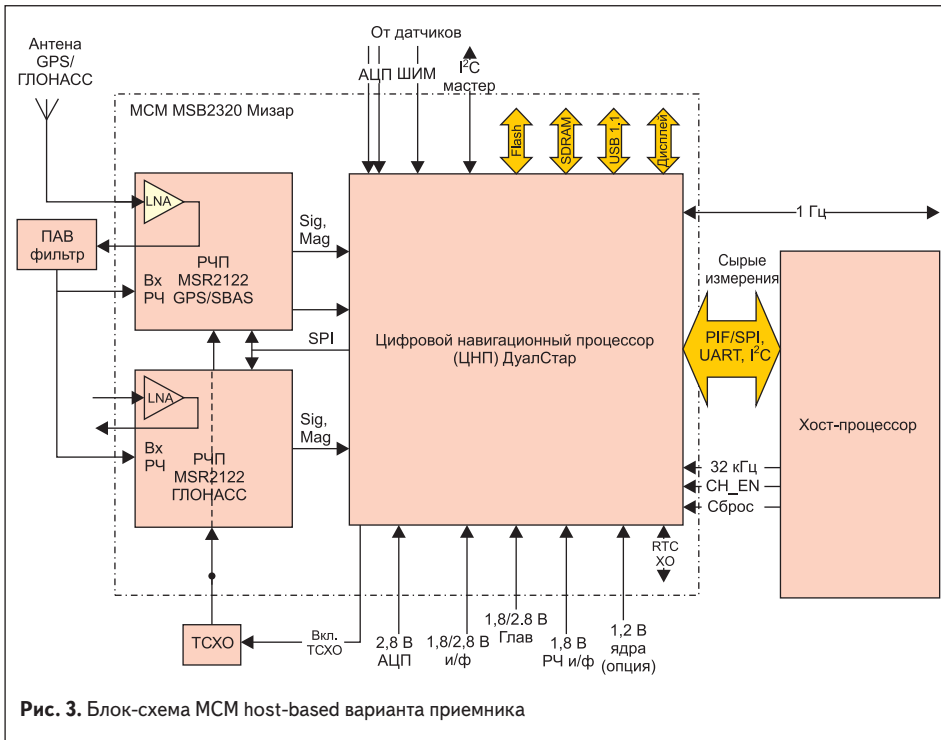 Антена
GPS/
ГЛОНАСС
От датчиков
АЦП
ШИМ
I²C
мастер
МСМ MSB2320 Мизар
Flash
SDRAM
USB 1.1
Дисплей
LNA
ПАВ
фильтр
Вх
РЧ
РЧП
MSR2122
GPS/SBAS
Sig,
Mag
SPI
1 Гц
Сырые
измерения
PIF/SPI,
UART, I²C
Цифровой навигационный процессор
(ЦНП) ДуалСтар
Хост-процессор
LNA
Вх
РЧ
РЧП
MSR2122
ГЛОНАСС
Sig,
Mag
32 кГц
CH_EN
Сброс
RTC
XO
TCXO
Вкл.
TCXO
2,8 В
АЦП
1,8/2,8 В
и/ф
1,8/2.8 В
Глав
1,8 В
РЧ и/ф
1,2 В
ядра
(опция)
Рис. 3. Блок-схема МСМ host-based варианта приемника